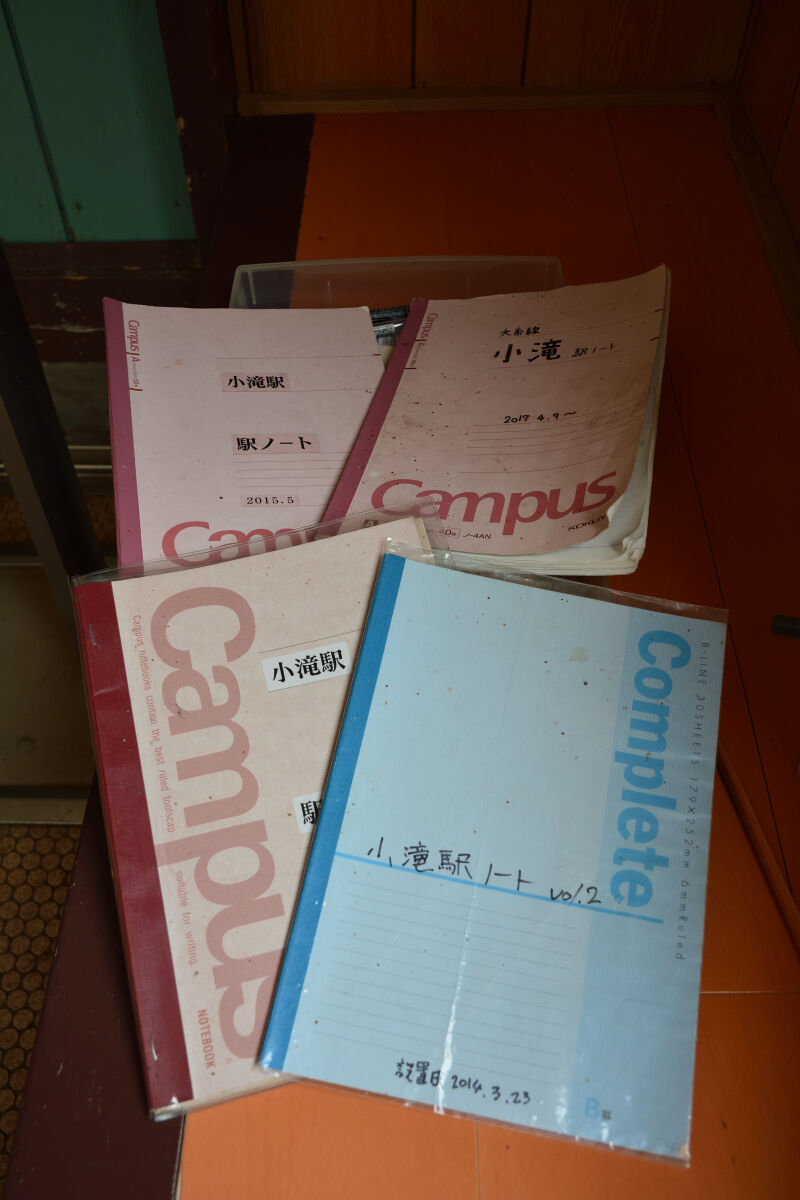 Campus
A
小滝駅
駅ノート
2015.5
Cam
Campus
大糸線
小滝 駅ノート
2017 4.9〜
Campus
KOKUYO
ノ-4AN
Campus
Campus notebooks contain the best ruled foolscap
suitable for writing.
NOTEBOOK
小滝駅
駅
Complete
B-LINE 30SHEETS 179×252mm 6mm Ruled
小滝駅ノート vol.2
設置日 2014.3.23
B